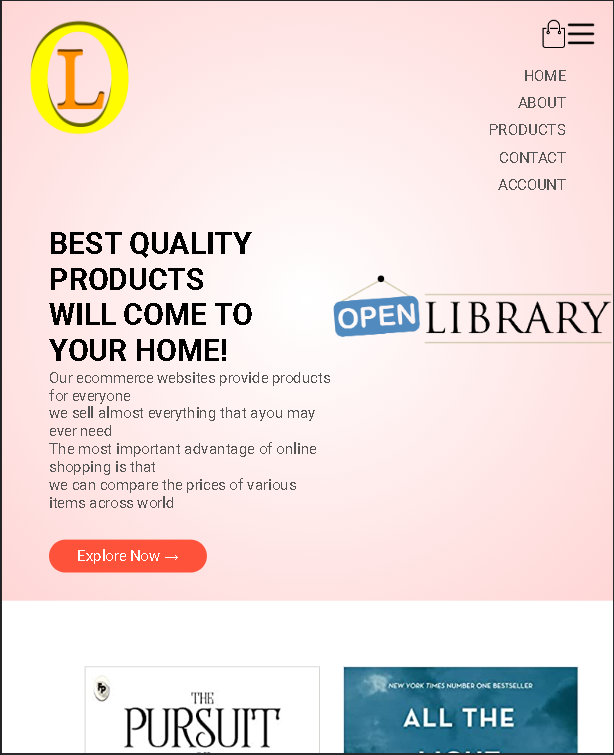 OL
HOME
ABOUT
PRODUCTS
CONTACT
ACCOUNT
BEST QUALITY
PRODUCTS
WILL COME TO
YOUR HOME!
Our ecommerce websites provide products
for everyone
we sell almost everything that ayou may
ever need
The most important advantage of online
shopping is that
we can compare the prices of various
items across world
OPEN LIBRARY
Explore Now →
FP
THE
PURSUIT
NEW YORK TIMES NUMBER ONE BESTSELLER
ALL THE